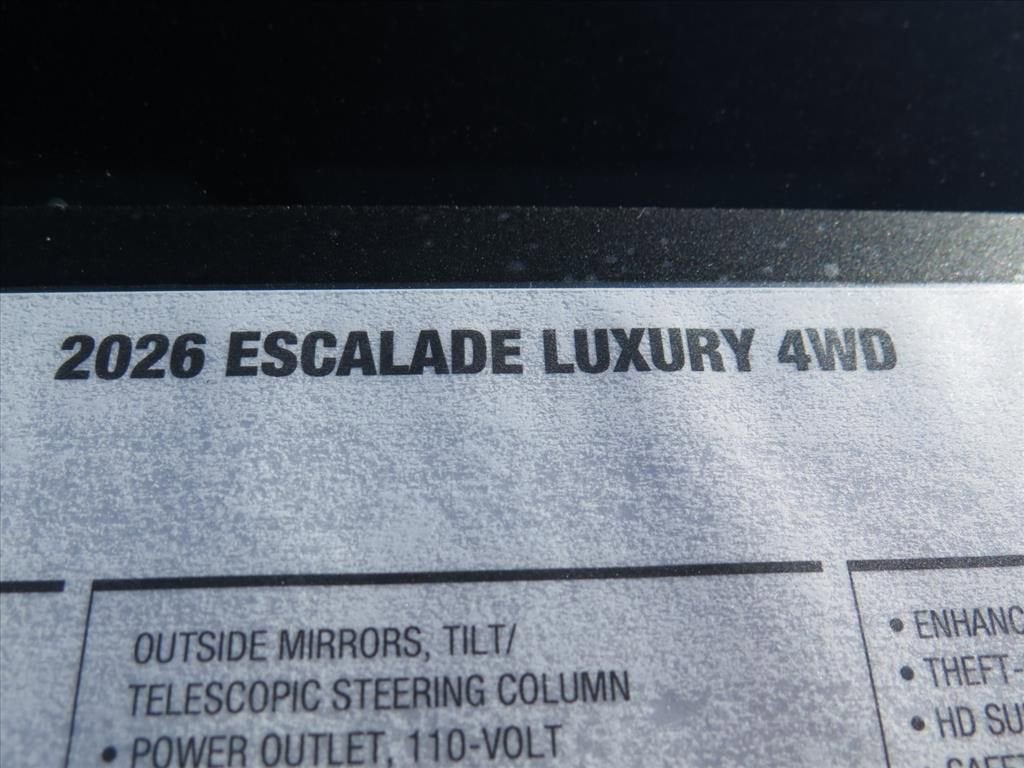 2026 ESCALADE LUXURY 4WD
OUTSIDE MIRRORS, TILT/
TELESCOPIC STEERING COLUMN
• POWER OUTLET, 110-VOLT
• ENHANC
• THEFT-
• HD SU